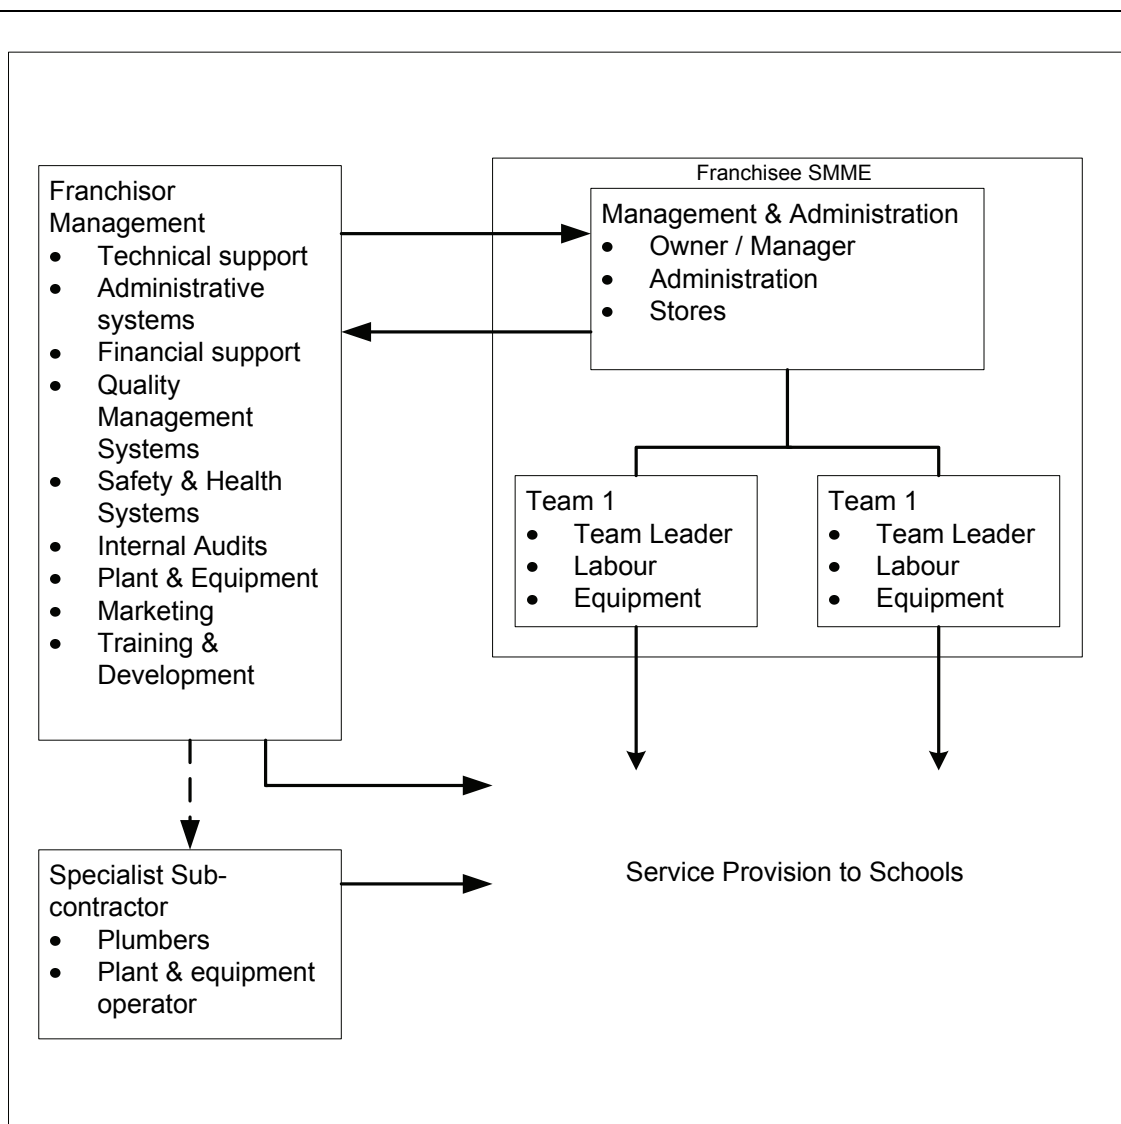 Franchisor
Management
• Technical support
• Administrative
systems
• Financial support
• Quality
Management
Systems
• Safety & Health
Systems
• Internal Audits
• Plant & Equipment
• Marketing
• Training &
Development
Franchisee SMME
Management & Administration
• Owner / Manager
• Administration
• Stores
Team 1
• Team Leader
• Labour
• Equipment
Team 1
• Team Leader
• Labour
• Equipment
Specialist Sub-
contractor
• Plumbers
• Plant & equipment
operator
Service Provision to Schools